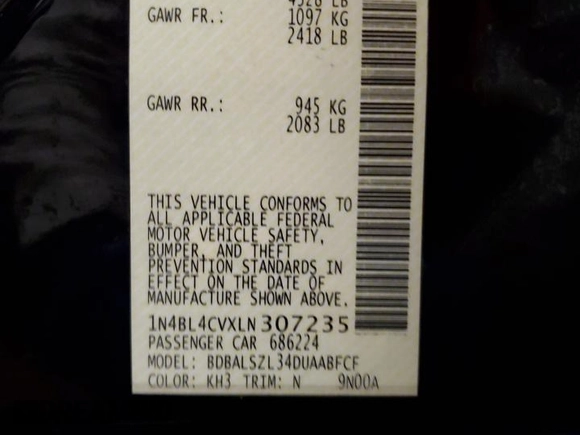 4520 LB
GAWR FR.: 1097 KG
2418 LB
GAWR RR.: 945 KG
2083 LB
THIS VEHICLE CONFORMS TO
ALL APPLICABLE FEDERAL
MOTOR VEHICLE SAFETY,
BUMPER, AND THEFT
PREVENTION STANDARDS IN
EFFECT ON THE DATE OF
MANUFACTURE SHOWN ABOVE.
1N4BL4CVXLN307235
PASSENGER CAR 686224
MODEL: BDBALSZL34DUAABFCF
COLOR: KH3 TRIM: N 9N00A